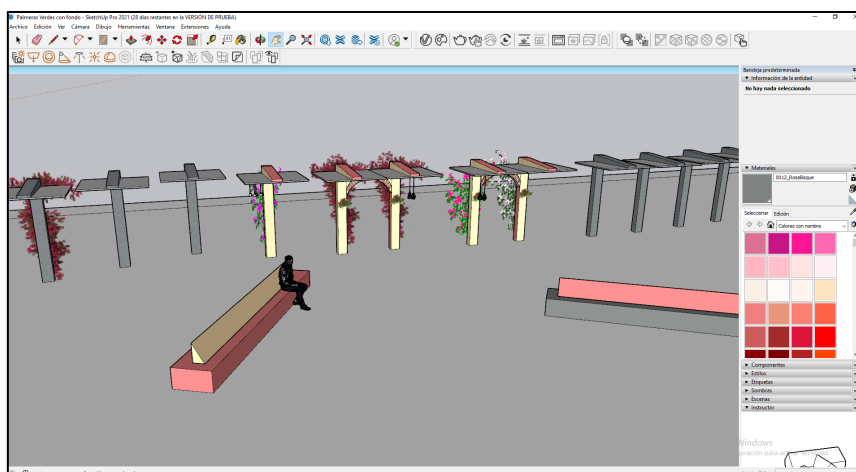 Palmeras Verdes con fondo - SketchUp Pro 2021 (20 días restantes en la VERSIÓN DE PRUEBA)
Archivo Edición Ver Cámara Dibujo Herramientas Ventana Extensiones Ayuda
Bandeja predeterminada
Información de la entidad
No hay nada seleccionado
Materiales
0012_RosaBisque
Seleccionar Edición
Colores con nombre
Componentes
Estilos
Etiquetas
Sombras
Escenas
Instructor
Windows